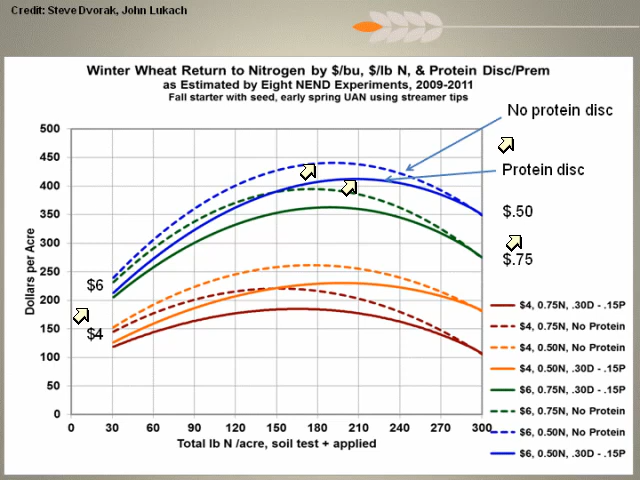 Credit: Steve Dvorak, John Lukach
Winter Wheat Return to Nitrogen by $/bu, $/lb N, & Protein Disc/Prem
as Estimated by Eight NEND Experiments, 2009-2011
Fall starter with seed, early spring UAN using streamer tips
No protein disc
Protein disc
$.50
$.75
$6
$4
Dollars per Acre
500
450
400
350
300
250
200
150
100
50
0
0 30 60 90 120 150 180 210 240 270 300
Total lb N /acre, soil test + applied
$4, 0.75N, .30D - .15P
$4, 0.75N, No Protein
$4, 0.50N, No Protein
$4, 0.50N, .30D - .15P
$6, 0.75N, .30D - .15P
$6, 0.75N, No Protein
$6, 0.50N, No Protein
$6, 0.50N, .30D - .15P